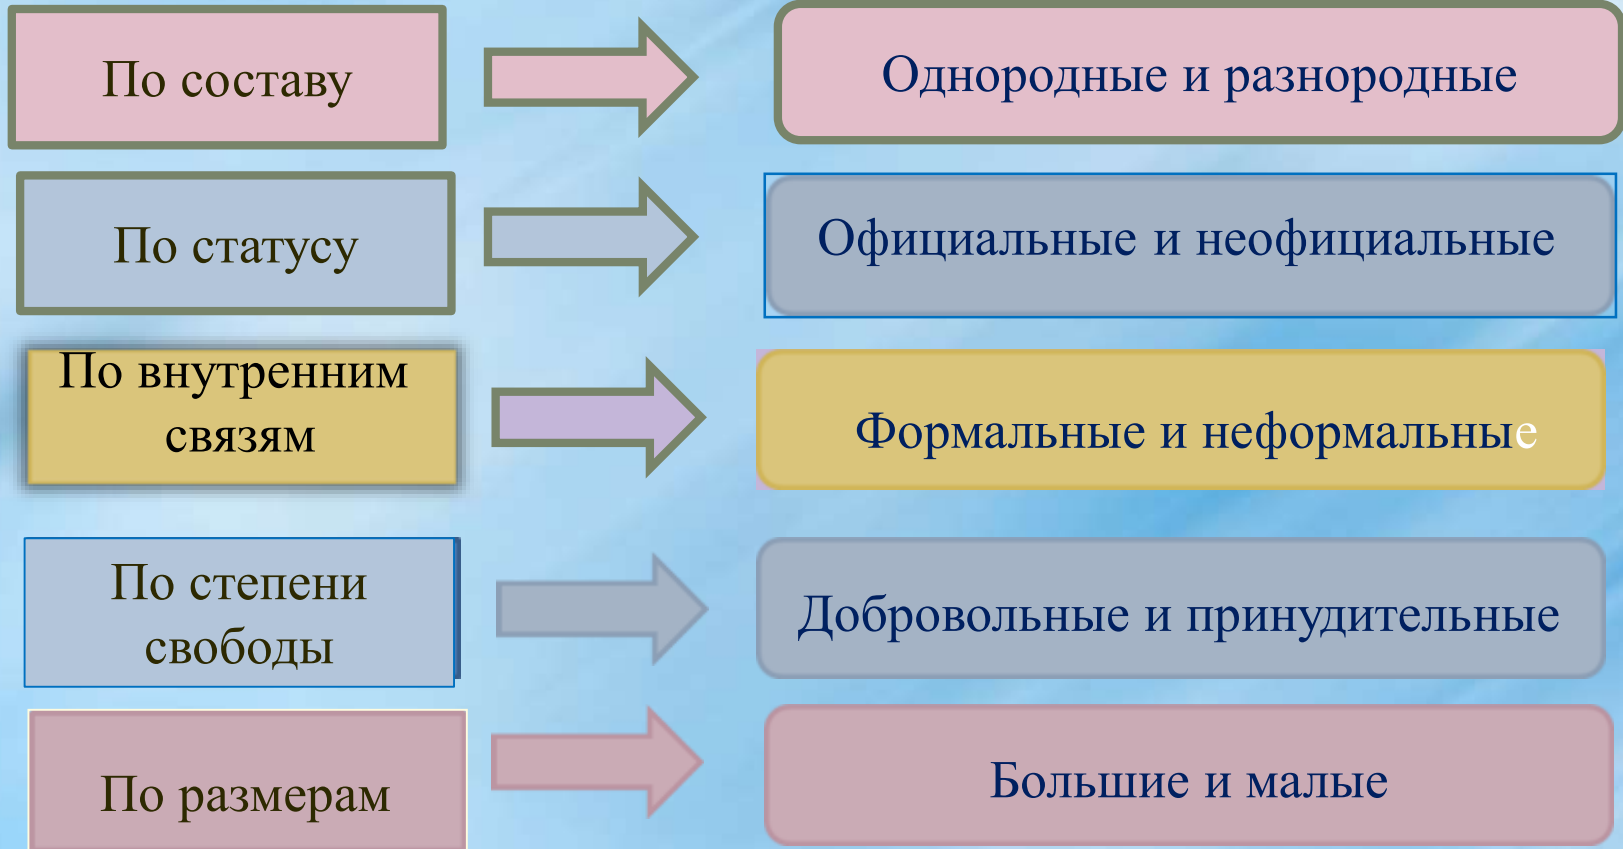 По составу
Однородные и разнородные
По статусу
Официальные и неофициальные
По внутренним
связям
Формальные и неформальные
По степени
свободы
Добровольные и принудительные
По размерам
Большие и малые